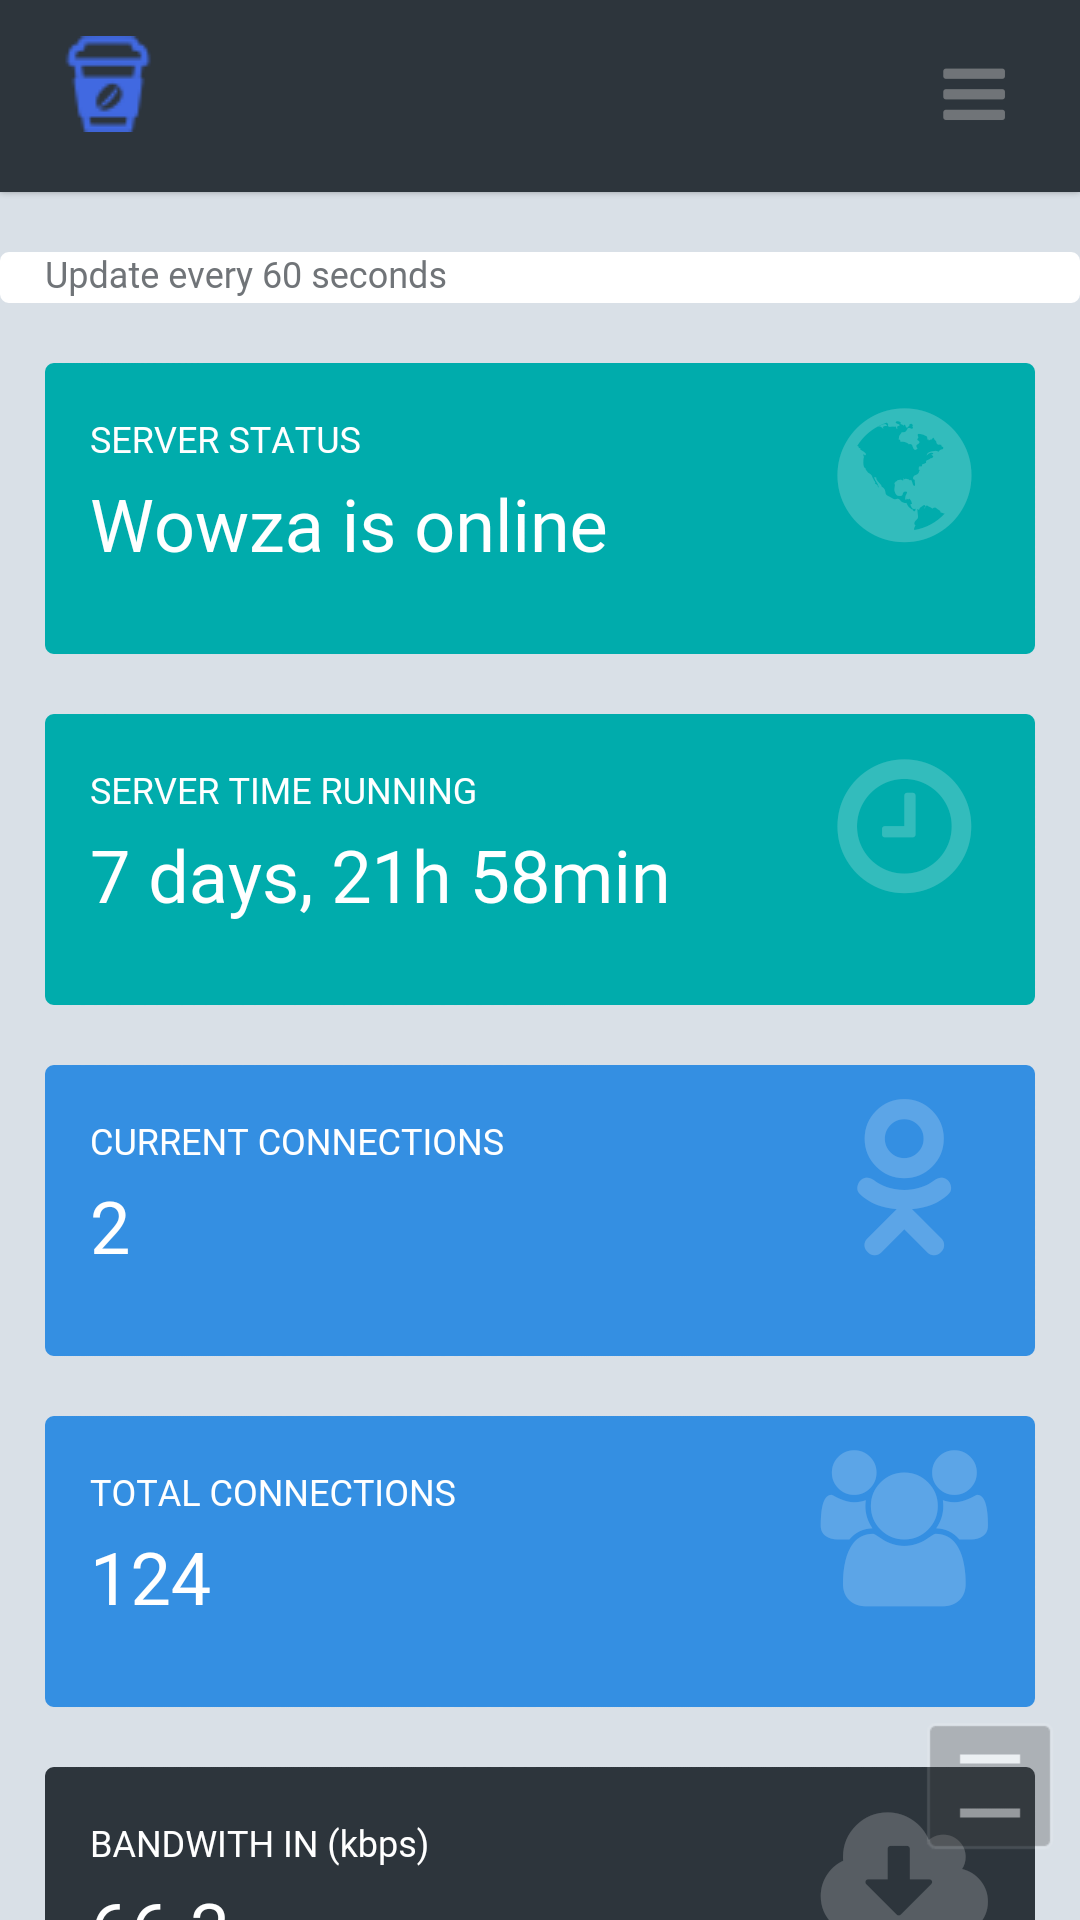 Update every 60 seconds
SERVER STATUS
Wowza is online
SERVER TIME RUNNING
7 days, 21h 58min
CURRENT CONNECTIONS
2
TOTAL CONNECTIONS
124
BANDWITH IN (kbps)